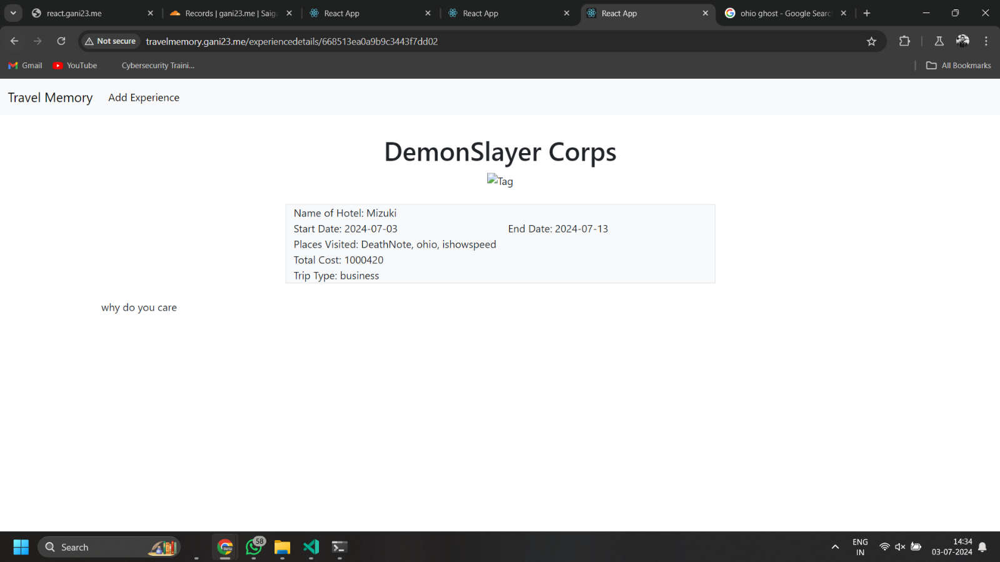 react.gani23.me
Records | gani23.me | Saig
React App
React App
React App
ohio ghost - Google Searc
Not secure
travelmemory.gani23.me/experiencedetails/668513ea0a9b9c3443f7dd02
Gmail
YouTube
Cybersecurity Traini...
All Bookmarks
Travel Memory
Add Experience
DemonSlayer Corps
Tag
Name of Hotel: Mizuki
Start Date: 2024-07-03
End Date: 2024-07-13
Places Visited: DeathNote, ohio, ishowspeed
Total Cost: 1000420
Trip Type: business
why do you care
Search
Beta
58
ENG
IN
14:34
03-07-2024